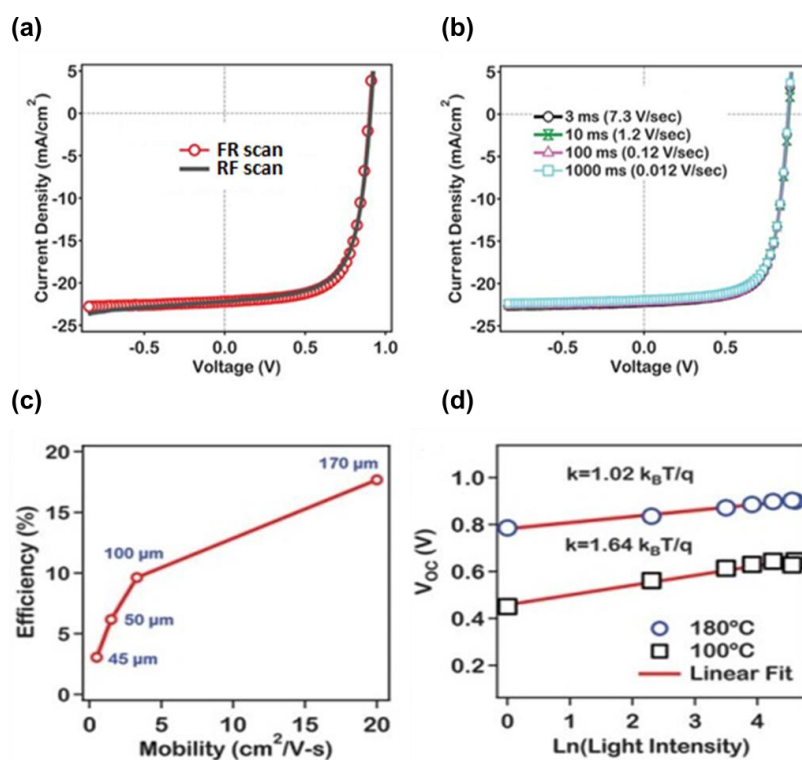 (a)
5
0
-5
-10
-15
-20
-25
Current Density (mA/cm²)
FR scan
RF scan
-0.5
0.0
0.5
1.0
Voltage (V)
(b)
5
0
-5
-10
-15
-20
-25
Current Density (mA/cm²)
3 ms (7.3 V/sec)
10 ms (1.2 V/sec)
100 ms (0.12 V/sec)
1000 ms (0.012 V/sec)
-0.5
0.0
0.5
Voltage (V)
(c)
20
15
10
5
0
Efficiency (%)
170 µm
100 µm
50 µm
45 µm
0
5
10
15
20
Mobility (cm²/V-s)
(d)
1.0
0.8
0.6
0.4
0.2
V_OC (V)
k=1.02 k_BT/q
k=1.64 k_BT/q
180ºC
100ºC
Linear Fit
0
1
2
3
4
Ln(Light Intensity)